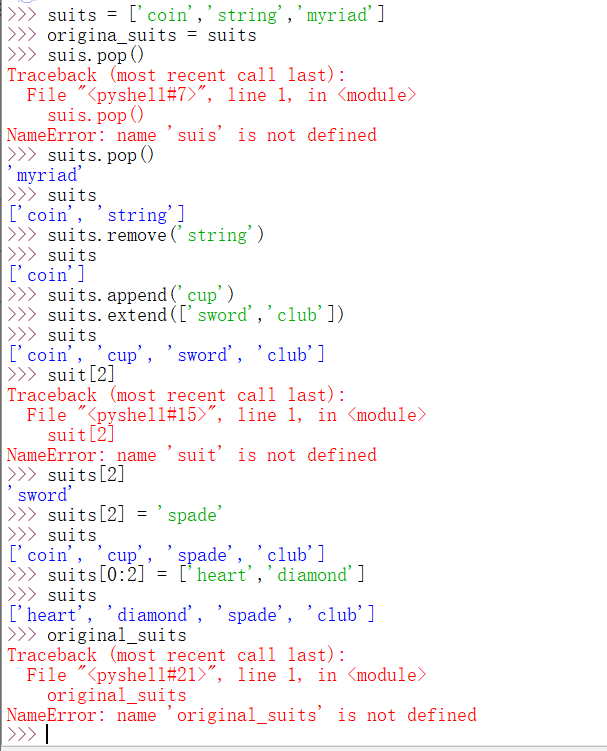 >>> suits = ['coin','string','myriad']
>>> origina_suits = suits
>>> suis.pop()
Traceback (most recent call last):
  File "<pyshell#7>", line 1, in <module>
    suis.pop()
NameError: name 'suis' is not defined
>>> suits.pop()
'myriad'
>>> suits
['coin', 'string']
>>> suits.remove('string')
>>> suits
['coin']
>>> suits.append('cup')
>>> suits.extend(['sword','club'])
>>> suits
['coin', 'cup', 'sword', 'club']
>>> suit[2]
Traceback (most recent call last):
  File "<pyshell#15>", line 1, in <module>
    suit[2]
NameError: name 'suit' is not defined
>>> suits[2]
'sword'
>>> suits[2] = 'spade'
>>> suits
['coin', 'cup', 'spade', 'club']
>>> suits[0:2] = ['heart','diamond']
>>> suits
['heart', 'diamond', 'spade', 'club']
>>> original_suits
Traceback (most recent call last):
  File "<pyshell#21>", line 1, in <module>
    original_suits
NameError: name 'original_suits' is not defined
>>>